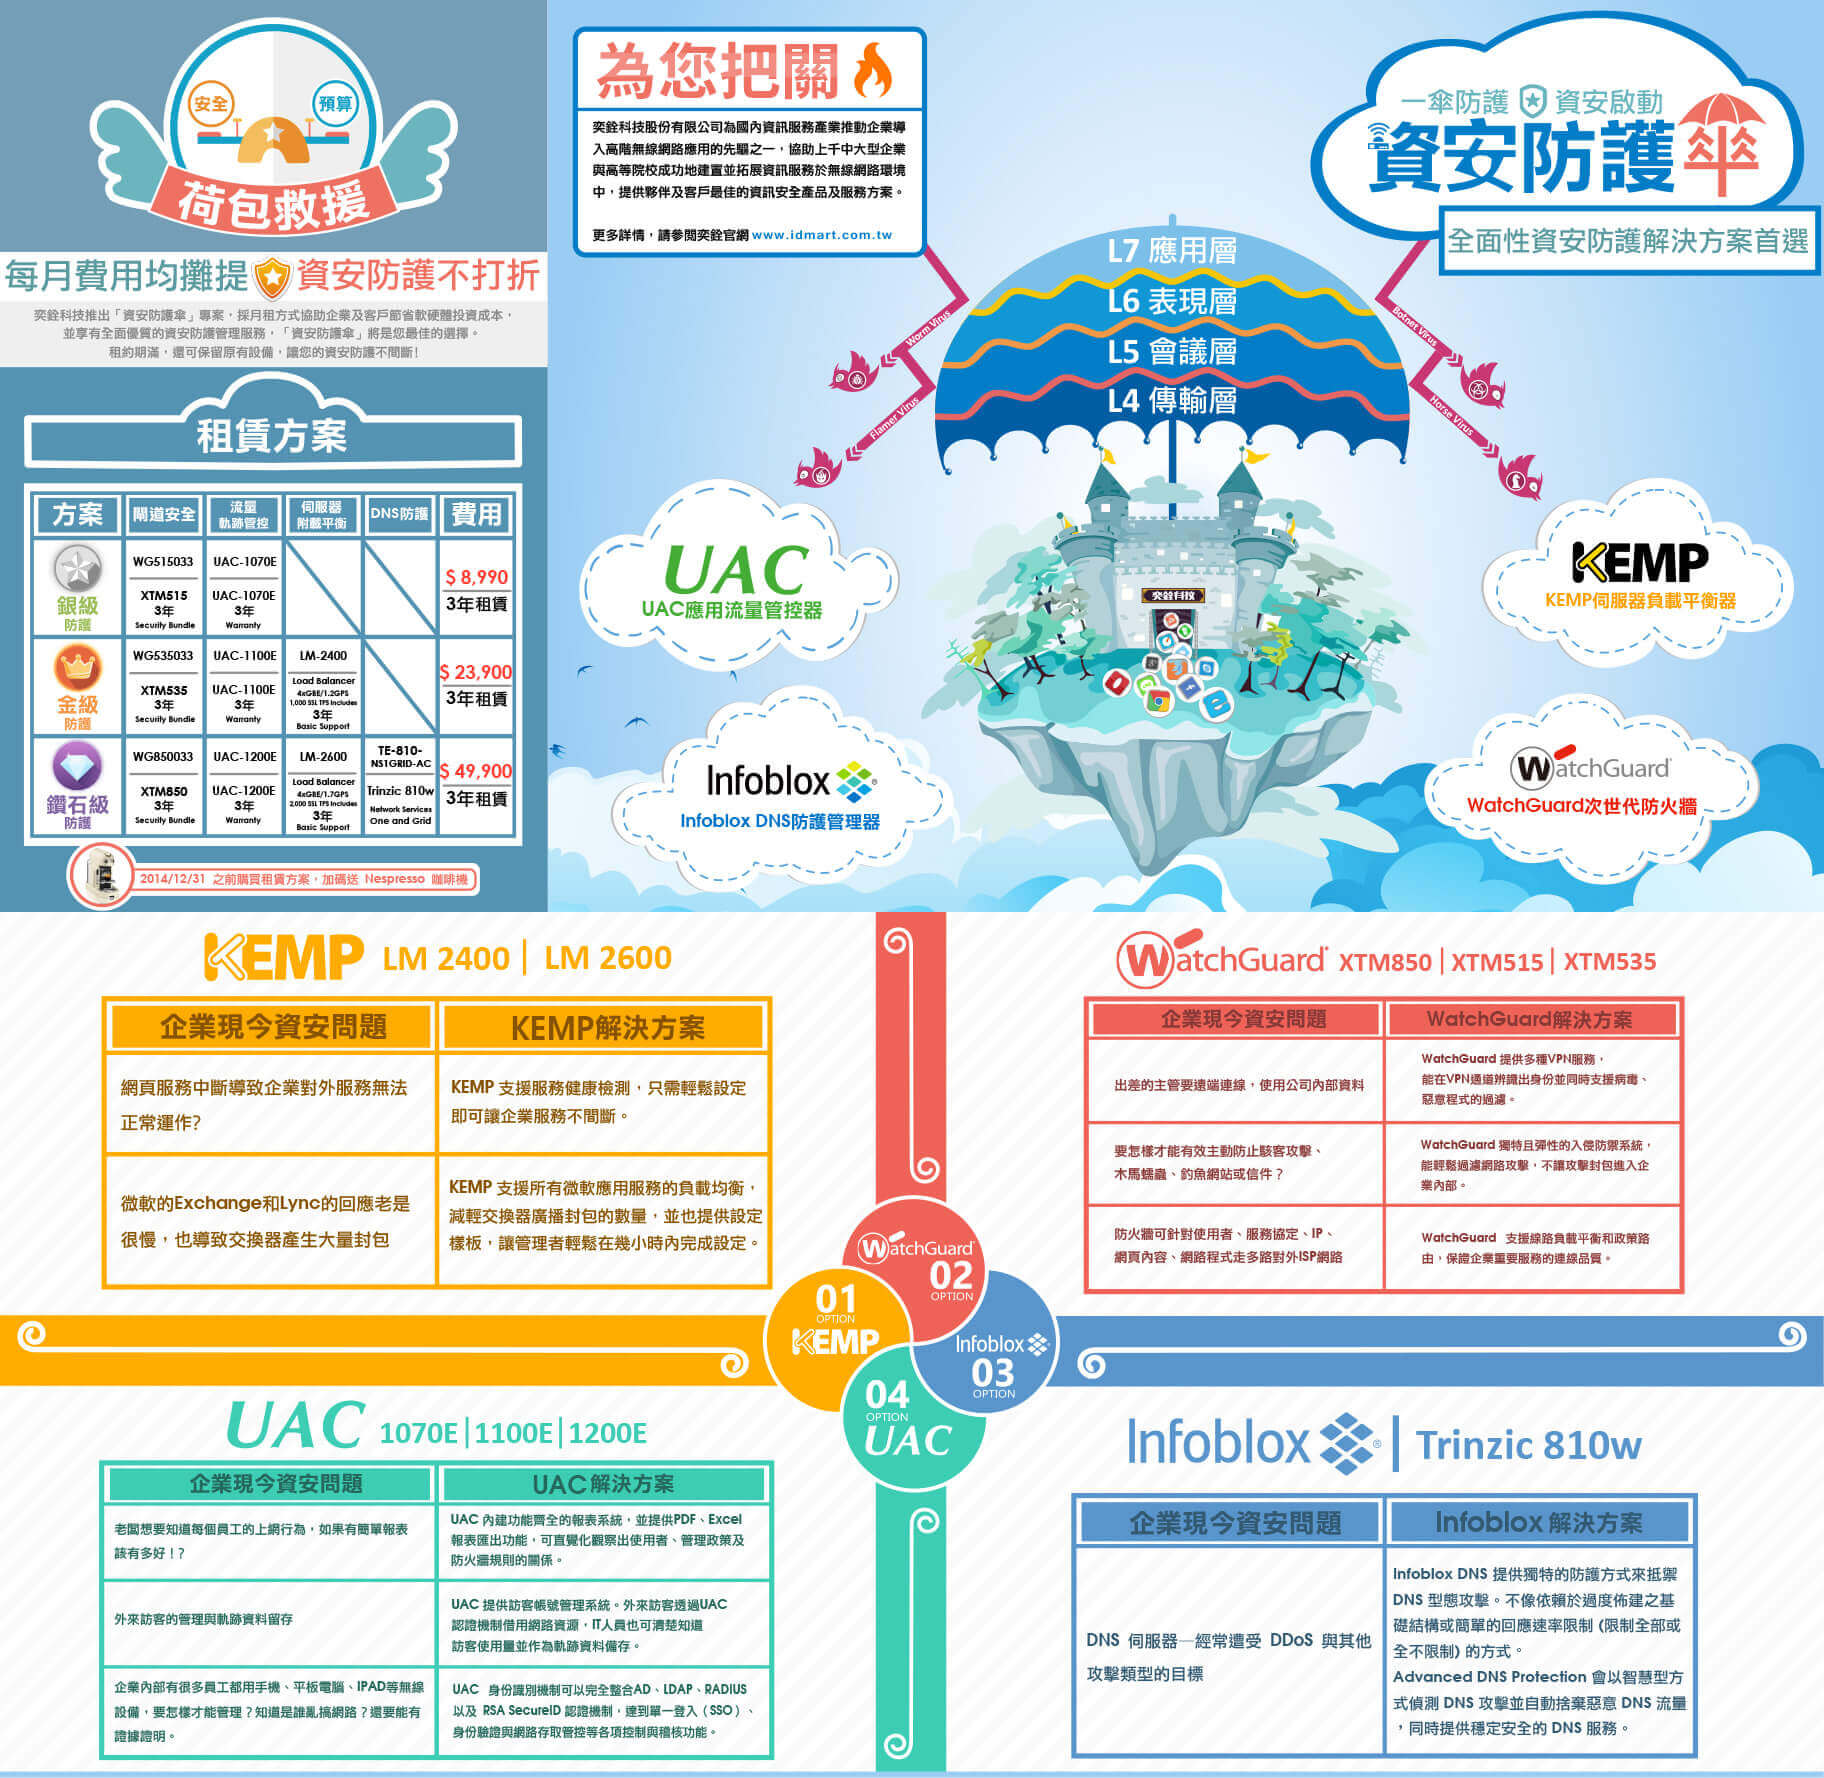 安全
預算
荷包救援
每月費用均攤提 資安防護不打折
奕銓科技推出「資安防護傘」專案，採月租方式協助企業及客戶節省軟硬體投資成本，
並享有全面優質的資安防護管理服務，「資安防護傘」將是您最佳的選擇。
租約期滿，還可保留原有設備，讓您的資安防護不間斷！
租賃方案
方案 閘道安全 流量軌跡管控 伺服器附載平衡 DNS防護 費用
銀級防護
WG515033
XTM515
3年
Security Bundle
UAC-1070E
UAC-1070E
3年
Warranty
$ 8,990
3年租賃
金級防護
WG535033
XTM535
3年
Security Bundle
UAC-1100E
UAC-1100E
3年
Warranty
LM-2400
Load Balancer
4xGBE/1.2GPS
1,000 SSL TPS Includes
3年
Basic Support
$ 23,900
3年租賃
鑽石級防護
WG850033
XTM850
3年
Security Bundle
UAC-1200E
UAC-1200E
3年
Warranty
LM-2600
Load Balancer
4xGBE/1.7GPS
2,000 SSL TPS Includes
3年
Basic Support
TE-810-
NS1GRID-AC
Trinzic 810w
Network Services
One and Grid
$ 49,900
3年租賃
2014/12/31 之前購買租賃方案，加碼送 Nespresso 咖啡機
為您把關
奕銓科技股份有限公司為國內資訊服務產業推動企業導
入高階無線網路應用的先驅之一，協助上千中大型企業
與高等院校成功地建置並拓展資訊服務於無線網路環境
中，提供夥伴及客戶最佳的資訊安全產品及服務方案。
更多詳情，請參閱奕銓官網 www.idmart.com.tw
一傘防護 資安啟動
資安防護傘
全面性資安防護解決方案首選
L7 應用層
L6 表現層
L5 會議層
L4 傳輸層
Worm Virus
Flamer Virus
Botnet Virus
Horse Virus
奕銓科技
UAC
UAC應用流量管控器
KEMP
KEMP伺服器負載平衡器
Infoblox
Infoblox DNS防護管理器
WatchGuard
WatchGuard次世代防火牆
KEMP LM 2400 | LM 2600
企業現今資安問題 KEMP解決方案
網頁服務中斷導致企業對外服務無法
正常運作?
KEMP 支援服務健康檢測，只需輕鬆設定
即可讓企業服務不間斷。
微軟的Exchange和Lync的回應老是
很慢，也導致交換器產生大量封包
KEMP 支援所有微軟應用服務的負載均衡，
減輕交換器廣播封包的數量，並也提供設定
樣板，讓管理者輕鬆在幾小時內完成設定。
WatchGuard XTM850 | XTM515 | XTM535
企業現今資安問題 WatchGuard解決方案
出差的主管要遠端連線，使用公司內部資料
WatchGuard 提供多種VPN服務，
能在VPN通道辨識出身份並同時支援病毒、
惡意程式的過濾。
要怎樣才能有效主動防止駭客攻擊、
木馬蠕蟲、釣魚網站或信件？
WatchGuard 獨特且彈性的入侵防禦系統，
能輕鬆過濾網路攻擊，不讓攻擊封包進入企
業內部。
防火牆可針對使用者、服務協定、IP、
網頁內容、網路程式走多路對外ISP網路
WatchGuard 支援線路負載平衡和政策路
由，保證企業重要服務的連線品質。
WatchGuard
02
OPTION
01
OPTION
KEMP
Infoblox
03
OPTION
04
OPTION
UAC
UAC 1070E | 1100E | 1200E
企業現今資安問題 UAC解決方案
老闆想要知道每個員工的上網行為，如果有簡單報表
該有多好！?
UAC 內建功能齊全的報表系統，並提供PDF、Excel
報表匯出功能，可直覺化觀察出使用者、管理政策及
防火牆規則的關係。
外來訪客的管理與軌跡資料留存
UAC 提供訪客帳號管理系統。外來訪客透過UAC
認證機制借用網路資源，IT人員也可清楚知道
訪客使用量並作為軌跡資料備存。
企業內部有很多員工都用手機、平板電腦、IPAD等無線
設備，要怎樣才能管理？知道是誰亂搞網路？還要能有
證據證明。
UAC 身份識別機制可以完全整合AD、LDAP、RADIUS
以及 RSA SecureID 認證機制，達到單一登入（SSO）、
身份驗證與網路存取管控等各項控制與稽核功能。
Infoblox | Trinzic 810w
企業現今資安問題 Infoblox 解決方案
DNS 伺服器—經常遭受 DDoS 與其他
攻擊類型的目標
Infoblox DNS 提供獨特的防護方式來抵禦
DNS 型態攻擊。不像依賴於過度佈建之基
礎結構或簡單的回應速率限制 (限制全部或
全不限制) 的方式。
Advanced DNS Protection 會以智慧型方
式偵測 DNS 攻擊並自動捨棄惡意 DNS 流量
，同時提供穩定安全的 DNS 服務。